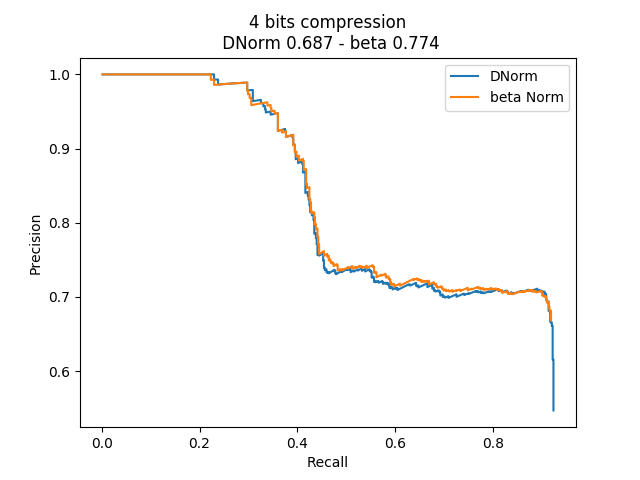 4 bits compression
DNorm 0.687 - beta 0.774
DNorm
beta Norm
Precision
1.0
0.9
0.8
0.7
0.6
0.0 0.2 0.4 0.6 0.8
Recall